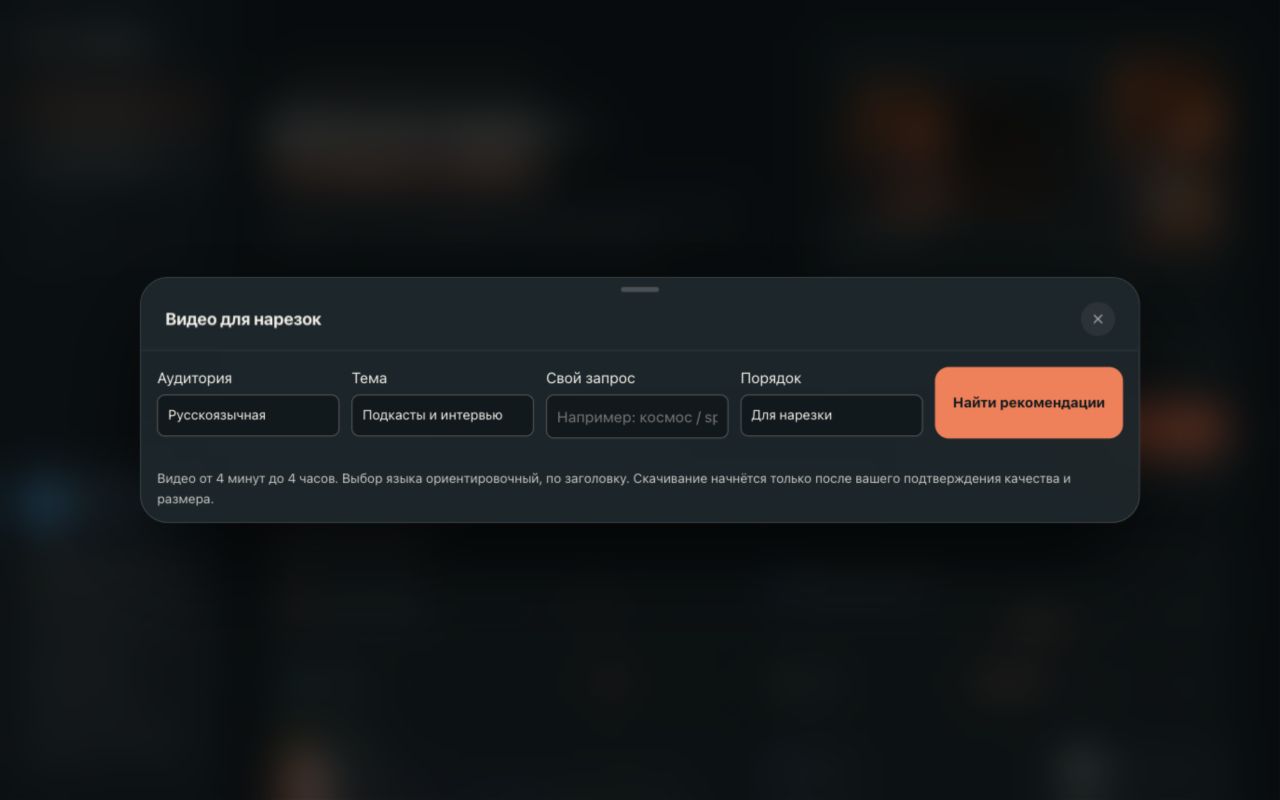 Видео для нарезок
Аудитория
Тема
Свой запрос
Порядок
Русскоязычная
Подкасты и интервью
Например: космос / sp
Для нарезки
Найти рекомендации
Видео от 4 минут до 4 часов. Выбор языка ориентировочный, по заголовку. Скачивание начнётся только после вашего подтверждения качества и
размера.